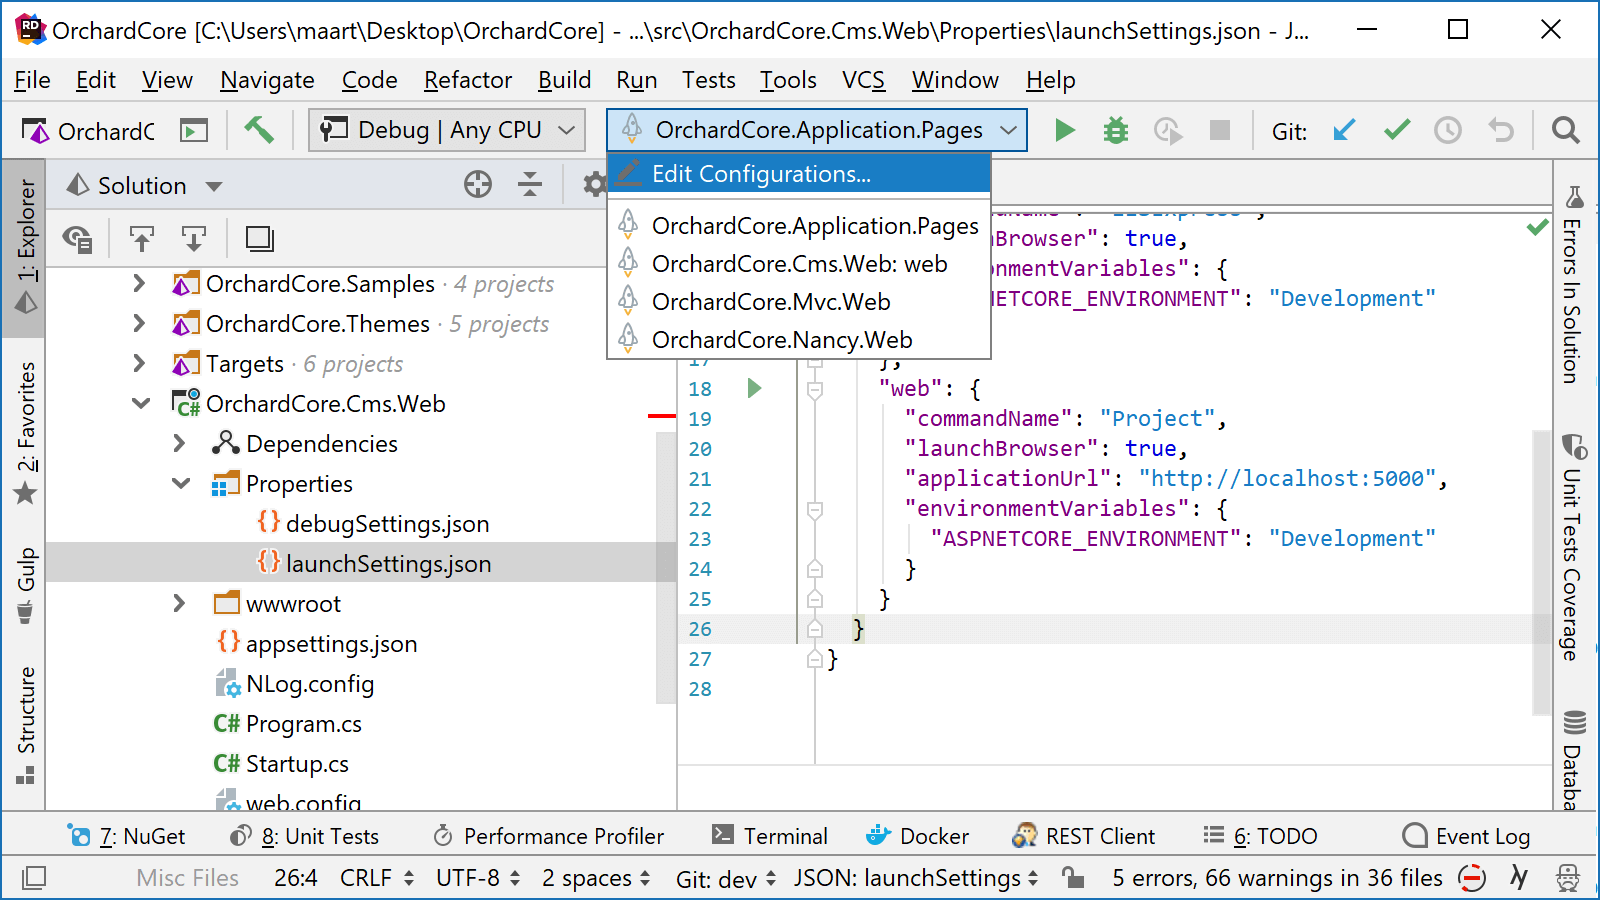 OrchardCore [C:\Users\maart\Desktop\OrchardCore] - ...\src\OrchardCore.Cms.Web\Properties\launchSettings.json - J...
File Edit View Navigate Code Refactor Build Run Tests Tools VCS Window Help
OrchardC Debug | Any CPU OrchardCore.Application.Pages Git:
Solution
Edit Configurations...
OrchardCore.Application.Pages
OrchardCore.Cms.Web: web
OrchardCore.Mvc.Web
OrchardCore.Nancy.Web
1: Explorer
2: Favorites
Gulp
Structure
OrchardCore.Samples · 4 projects
OrchardCore.Themes · 5 projects
Targets · 6 projects
OrchardCore.Cms.Web
Dependencies
Properties
debugSettings.json
launchSettings.json
wwwroot
appsettings.json
NLog.config
C# Program.cs
C# Startup.cs
web.config
Browser": true,
nmentVariables": {
NETCORE_ENVIRONMENT": "Development"
17 },
18 "web": {
19 "commandName": "Project",
20 "launchBrowser": true,
21 "applicationUrl": "http://localhost:5000",
22 "environmentVariables": {
23 "ASPNETCORE_ENVIRONMENT": "Development"
24 }
25 }
26 }
27 }
28
Errors In Solution
Unit Tests Coverage
Databa
7: NuGet 8: Unit Tests Performance Profiler Terminal Docker REST Client 6: TODO Event Log
Misc Files 26:4 CRLF UTF-8 2 spaces Git: dev JSON: launchSettings 5 errors, 66 warnings in 36 files